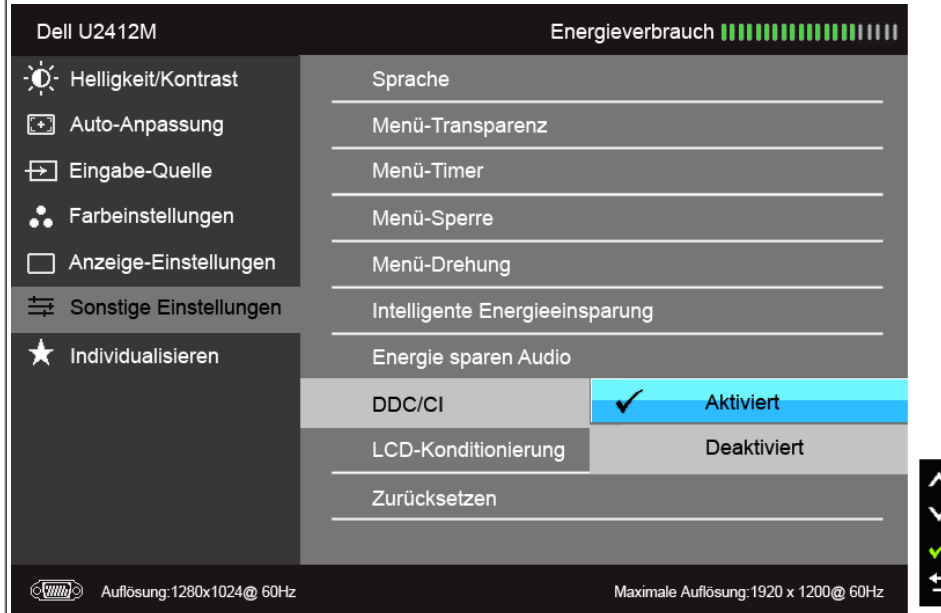 Dell U2412M
Energieverbrauch
Helligkeit/Kontrast
Auto-Anpassung
Eingabe-Quelle
Farbeinstellungen
Anzeige-Einstellungen
Sonstige Einstellungen
Individualisieren
Sprache
Menü-Transparenz
Menü-Timer
Menü-Sperre
Menü-Drehung
Intelligente Energieeinsparung
Energie sparen Audio
DDC/CI
Aktiviert
Deaktiviert
LCD-Konditionierung
Zurücksetzen
Auflösung:1280x1024@ 60Hz
Maximale Auflösung:1920 x 1200@ 60Hz